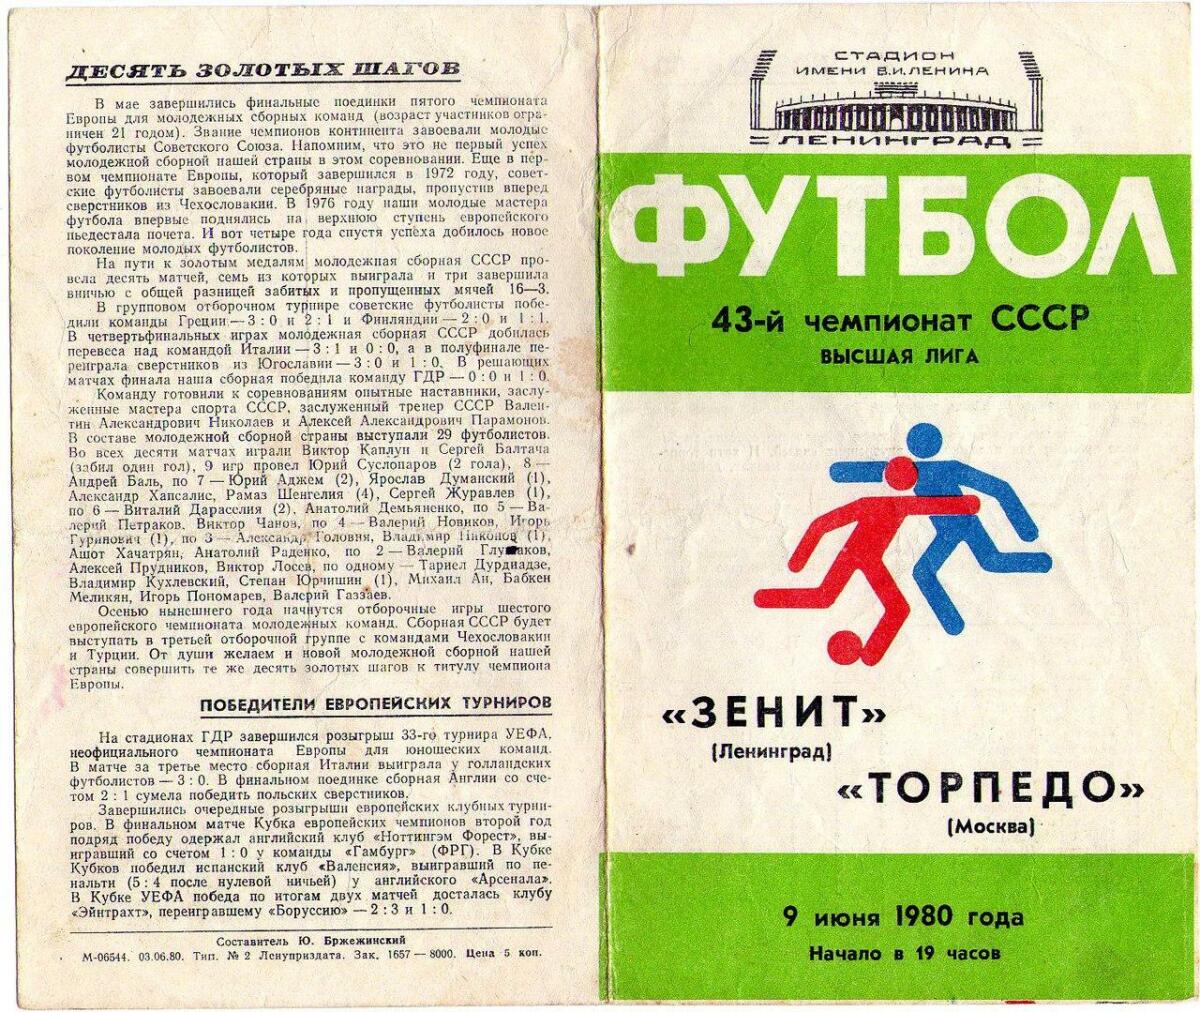 ДЕСЯТЬ ЗОЛОТЫХ ШАГОВ
В мае завершились финальные поединки пятого чемпионата
Европы для молодежных сборных команд (возраст участников огра-
ничен 21 годом). Звание чемпионов континента завоевали молодые
футболисты Советского Союза. Напомним, что это не первый успех
молодежной сборной нашей страны в этом соревновании. Еще в пер-
вом чемпионате Европы, который завершился в 1972 году, совет-
ские футболисты завоевали серебряные награды, пропустив вперед
сверстников из Чехословакии. В 1976 году наши молодые мастера
футбола впервые поднялись на верхнюю ступень европейского
пьедестала почета. И вот четыре года спустя успеха добилось новое
поколение молодых футболистов.
На пути к золотым медалям молодежная сборная СССР про-
вела десять матчей, семь из которых выиграла и три завершила
вничью с общей разницей забитых и пропущенных мячей 16—3.
В групповом отборочном турнире советские футболисты побе-
дили команды Греции — 3 : 0 и 2 : 1 и Финляндии — 2 : 0 и 1 : 1.
В четвертьфинальных играх молодежная сборная СССР добилась
перевеса над командой Италии — 3 : 1 и 0 : 0, а в полуфинале пе-
реиграла сверстников из Югославии — 3 : 0 и 1 : 0. В решающих
матчах финала наша сборная победила команду ГДР — 0 : 0 и 1 : 0.
Команду готовили к соревнованиям опытные наставники, заслу-
женные мастера спорта СССР, заслуженный тренер СССР Вален-
тин Александрович Николаев и Алексей Александрович Парамонов.
В составе молодежной сборной страны выступали 29 футболистов.
Во всех десяти матчах играли Виктор Каплун и Сергей Балтача
(забил один гол), 9 игр провел Юрий Суслопаров (2 гола), 8 —
Андрей Баль, по 7 — Юрий Аджем (2), Ярослав Думанский (1),
Александр Хапсалис, Рамаз Шенгелия (4), Сергей Журавлев (1),
по 6 — Виталий Дарасселия (2), Анатолий Демьяненко, по 5 — Ва-
лерий Петраков, Виктор Чанов, по 4 — Валерий Новиков, Игорь
Гуринович (1), по 3 — Александр Головня, Владимир Никонов (1),
Ашот Хачатрян, Анатолий Раденко, по 2 — Валерий Глушаков,
Алексей Прудников, Виктор Лосев, по одному — Тариел Дурдиадзе,
Владимир Кухлевский, Степан Юрчишин (1), Михаил Ан, Бабкен
Меликян, Игорь Пономарев, Валерий Газзаев.
Осенью нынешнего года начнутся отборочные игры шестого
европейского чемпионата молодежных команд. Сборная СССР будет
выступать в третьей отборочной группе с командами Чехословакии
и Турции. От души желаем и новой молодежной сборной нашей
страны совершить те же десять золотых шагов к титулу чемпиона
Европы.
ПОБЕДИТЕЛИ ЕВРОПЕЙСКИХ ТУРНИРОВ
На стадионах ГДР завершился розыгрыш 33-го турнира УЕФА,
неофициального чемпионата Европы для юношеских команд.
В матче за третье место сборная Италии выиграла у голландских
футболистов — 3 : 0. В финальном поединке сборная Англии со сче-
том 2 : 1 сумела победить польских сверстников.
Завершились очередные розыгрыши европейских клубных турни-
ров. В финальном матче Кубка европейских чемпионов второй год
подряд победу одержал английский клуб «Ноттингэм Форест», вы-
игравший со счетом 1 : 0 у команды «Гамбург» (ФРГ). В Кубке
Кубков победил испанский клуб «Валенсия», выигравший по пе-
нальти (5 : 4 после нулевой ничьей) у английского «Арсенала».
В Кубке УЕФА победа по итогам двух матчей досталась клубу
«Эйнтрахт», переигравшему «Боруссию» — 2 : 3 и 1 : 0.
Составитель Ю. Бржежинский
М-06544. 03.06.80. Тип. № 2 Ленуприздата. Зак. 1657 — 8000. Цена 5 коп.
СТАДИОН
ИМЕНИ В.И.ЛЕНИНА
ЛЕНИНГРАД
ФУТБОЛ
43-й чемпионат СССР
ВЫСШАЯ ЛИГА
«ЗЕНИТ»
(Ленинград)
«ТОРПЕДО»
(Москва)
9 июня 1980 года
Начало в 19 часов